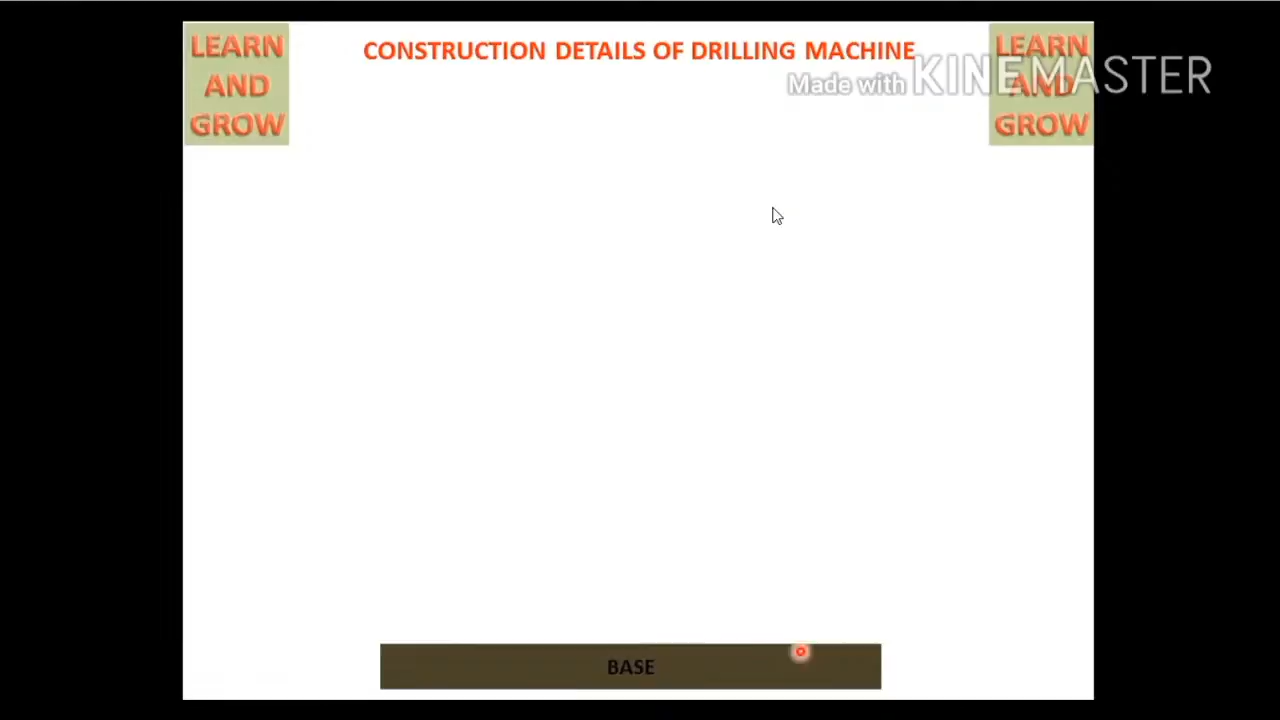 LEARN
AND
GROW
CONSTRUCTION DETAILS OF DRILLING MACHINE
LEARN
AND
GROW
Made with KINEMASTER
BASE